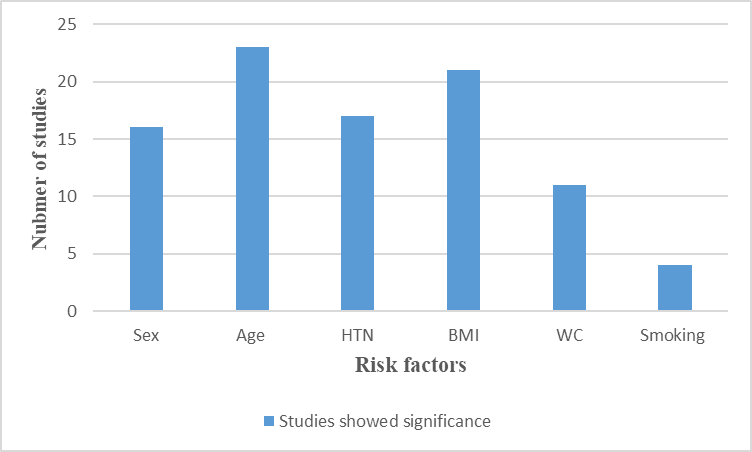 25
20
15
10
5
0
Nubmer of studies
Sex Age HTN BMI WC Smoking
Risk factors
Studies showed significance